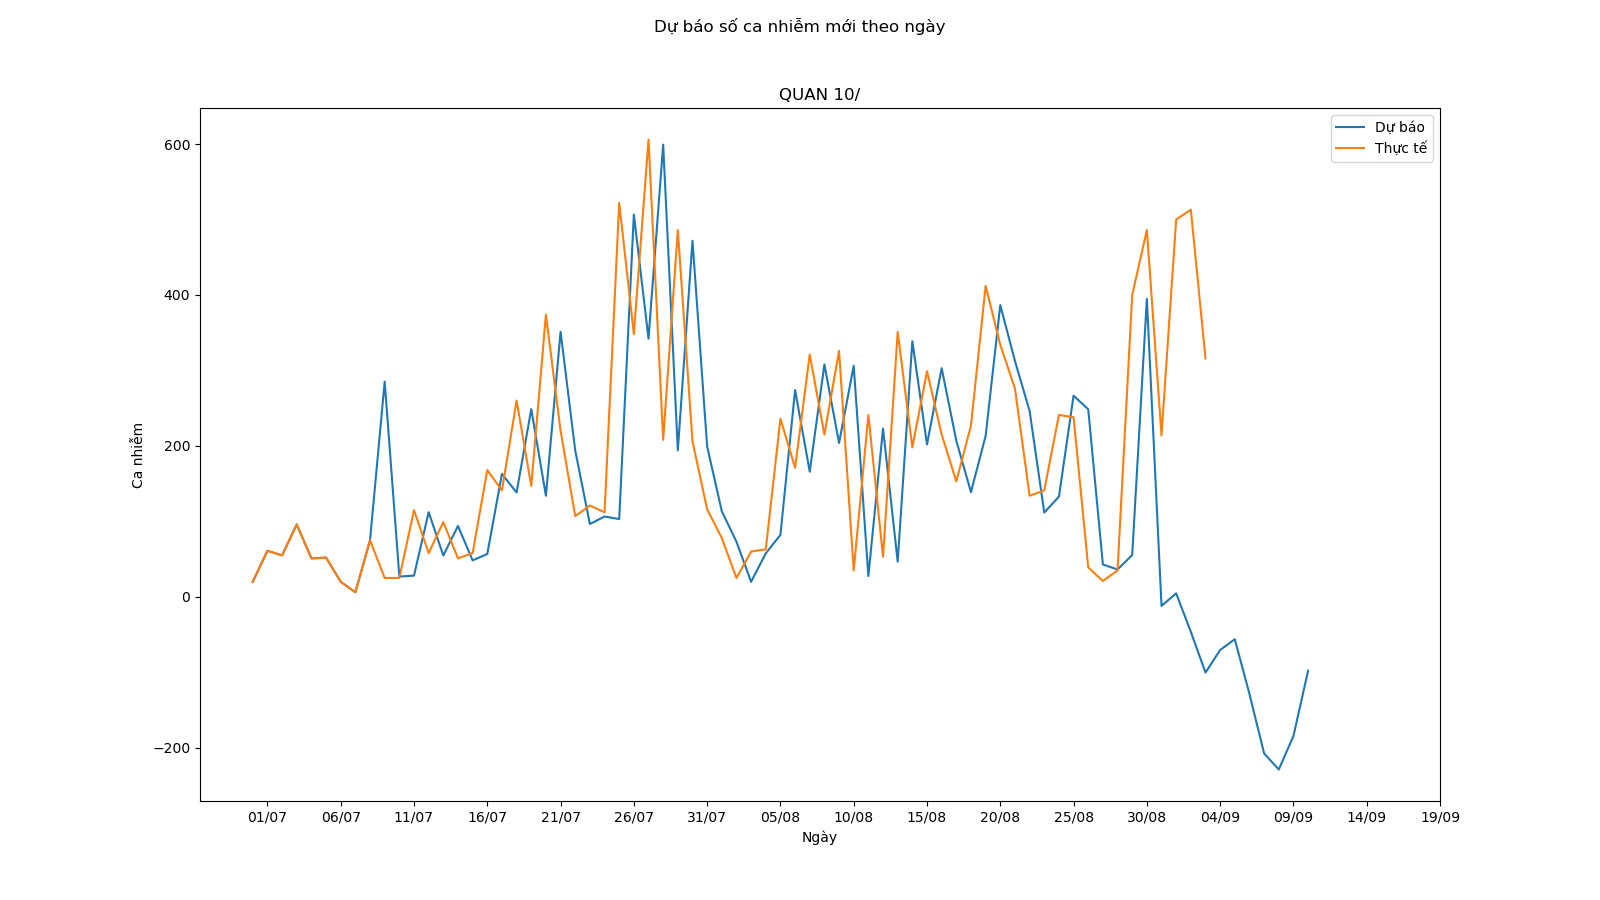 Dự báo số ca nhiễm mới theo ngày
QUAN 10/
Dự báo
Thực tế
600
400
200
0
−200
Ca nhiễm
01/07 06/07 11/07 16/07 21/07 26/07 31/07 05/08 10/08 15/08 20/08 25/08 30/08 04/09 09/09 14/09 19/09
Ngày